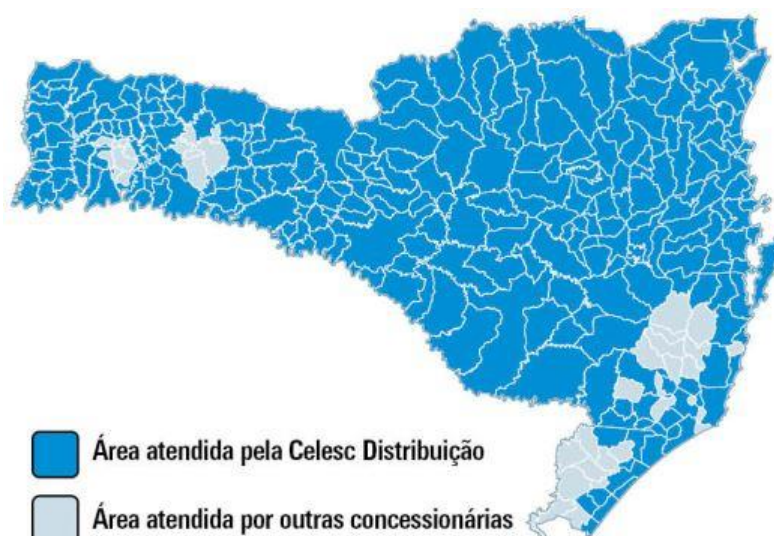 Área atendida pela Celesc Distribuição
Área atendida por outras concessionárias